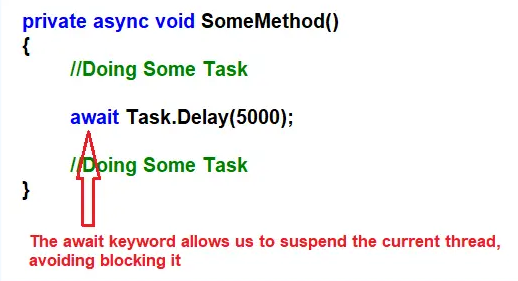 private async void SomeMethod()
{
//Doing Some Task
await Task.Delay(5000);
//Doing Some Task
}
The await keyword allows us to suspend the current thread,
avoiding blocking it